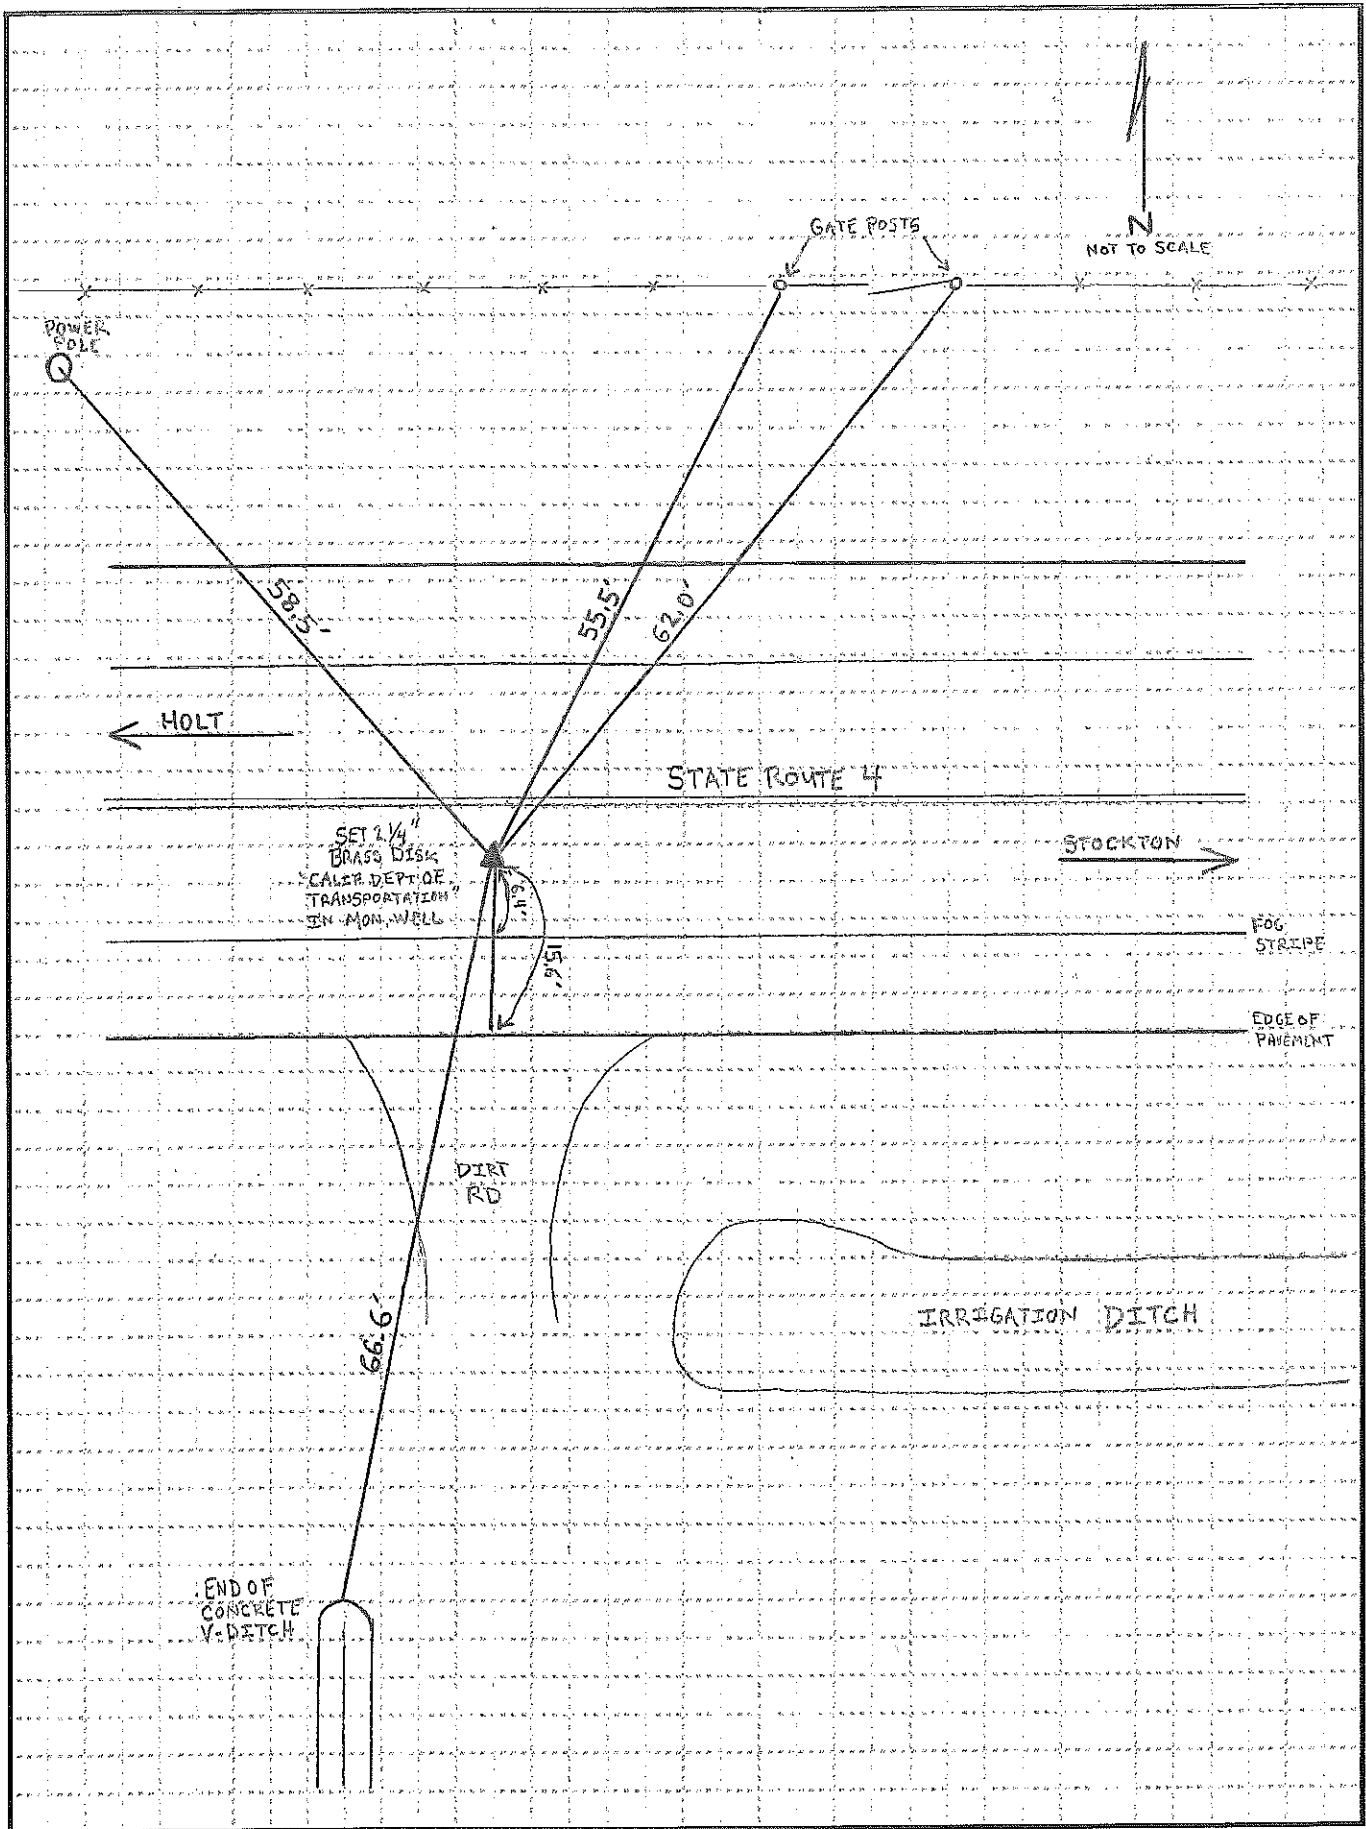 GATE POSTS
N
NOT TO SCALE
POWER
POLE
58.5'
55.5'
62.0'
HOLT
STATE ROUTE 4
SET 2 1/4"
BRASS DISK
"CALIF. DEPT OF
TRANSPORTATION"
IN MON. WELL
STOCKTON
6.4'
15.6'
FOG
STRIPE
EDGE OF
PAVEMENT
DIRT
RD
66.6'
IRRIGATION DITCH
END OF
CONCRETE
V-DITCH